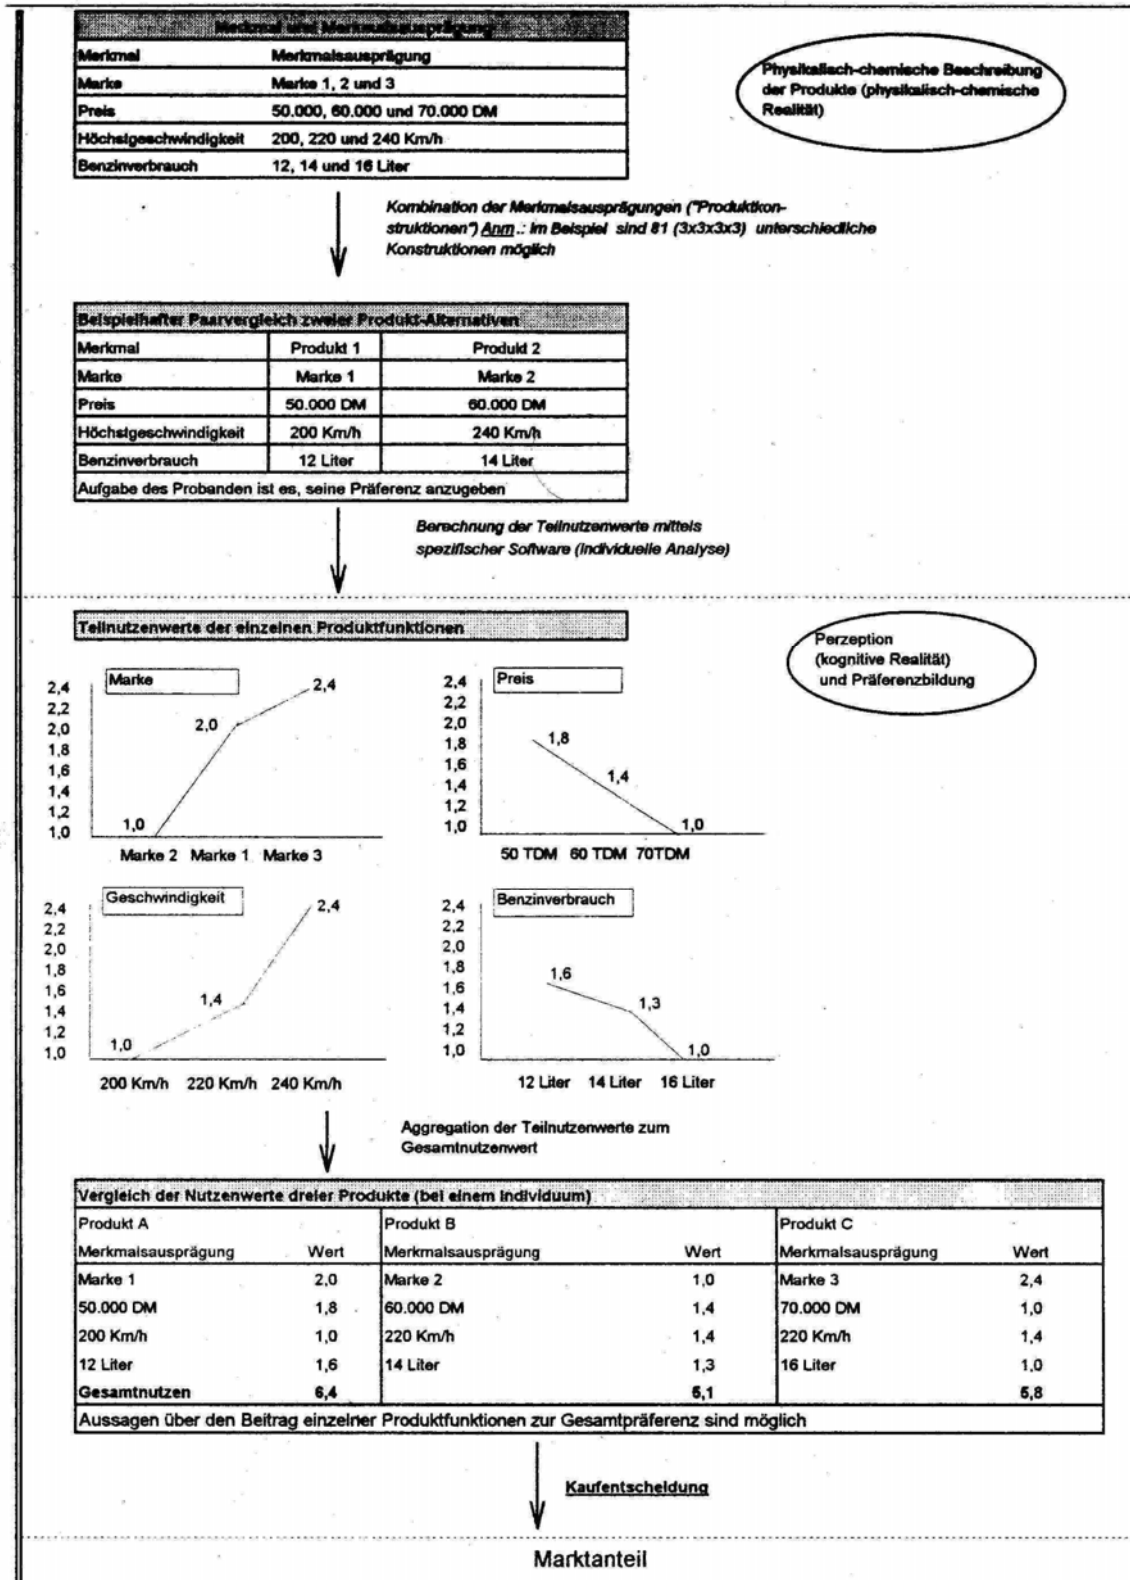 Merkmal und Merkmalsausprägung
Merkmal Merkmalsausprägung
Marke Marke 1, 2 und 3
Preis 50.000, 60.000 und 70.000 DM
Höchstgeschwindigkeit 200, 220 und 240 Km/h
Benzinverbrauch 12, 14 und 16 Liter
Physikalisch-chemische Beschreibung
der Produkte (physikalisch-chemische
Realität)
Kombination der Merkmalsausprägungen ("Produktkon-
struktionen") Anm.: Im Beispiel sind 81 (3x3x3x3) unterschiedliche
Konstruktionen möglich
Beispielhafter Paarvergleich zweier Produkt-Alternativen
Merkmal Produkt 1 Produkt 2
Marke Marke 1 Marke 2
Preis 50.000 DM 60.000 DM
Höchstgeschwindigkeit 200 Km/h 240 Km/h
Benzinverbrauch 12 Liter 14 Liter
Aufgabe des Probanden ist es, seine Präferenz anzugeben
Berechnung der Teilnutzenwerte mittels
spezifischer Software (individuelle Analyse)
Teilnutzenwerte der einzelnen Produktfunktionen
Perzeption
(kognitive Realität)
und Präferenzbildung
Marke
2,4
2,2
2,0
1,8
1,6
1,4
1,2
1,0
1,0
2,0
2,4
Marke 2 Marke 1 Marke 3
Preis
2,4
2,2
2,0
1,8
1,6
1,4
1,2
1,0
1,8
1,4
1,0
50 TDM 60 TDM 70TDM
Geschwindigkeit
2,4
2,2
2,0
1,8
1,6
1,4
1,2
1,0
1,0
1,4
2,4
200 Km/h 220 Km/h 240 Km/h
Benzinverbrauch
2,4
2,2
2,0
1,8
1,6
1,4
1,2
1,0
1,6
1,3
1,0
12 Liter 14 Liter 16 Liter
Aggregation der Teilnutzenwerte zum
Gesamtnutzenwert
Vergleich der Nutzenwerte dreier Produkte (bei einem Individuum)
Produkt A Produkt B Produkt C
Merkmalsausprägung Wert Merkmalsausprägung Wert Merkmalsausprägung Wert
Marke 1 2,0 Marke 2 1,0 Marke 3 2,4
50.000 DM 1,8 60.000 DM 1,4 70.000 DM 1,0
200 Km/h 1,0 220 Km/h 1,4 220 Km/h 1,4
12 Liter 1,6 14 Liter 1,3 16 Liter 1,0
Gesamtnutzen 6,4 5,1 5,8
Aussagen über den Beitrag einzelner Produktfunktionen zur Gesamtpräferenz sind möglich
Kaufentscheidung
Marktanteil